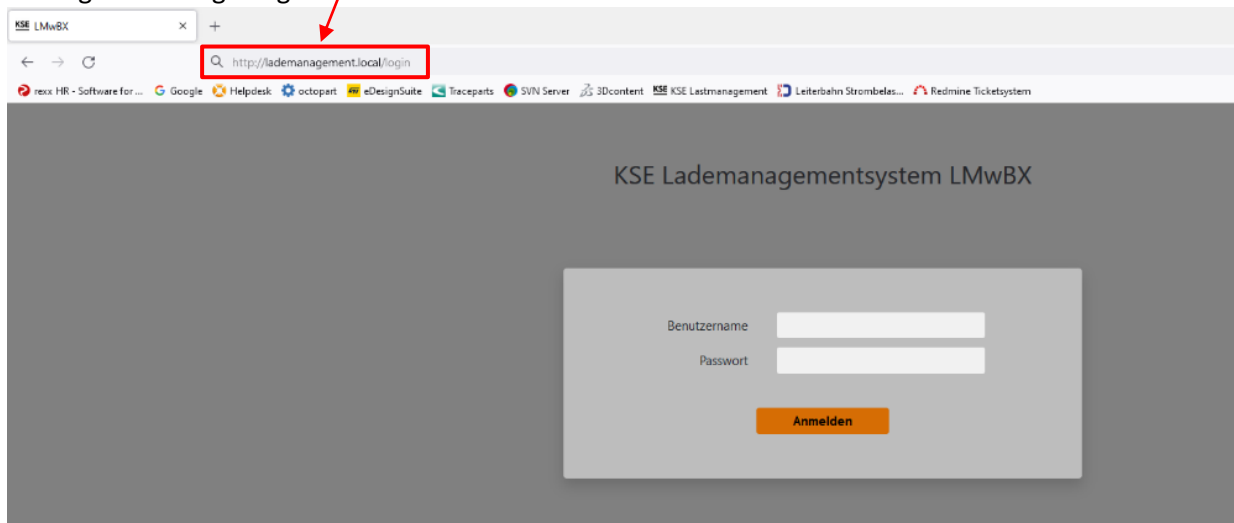 KSE LMwBX × +
http://lademanagement.local/login
rexx HR - Software for ... Google Helpdesk octopart eDesignSuite Traceparts SVN Server 3Dcontent KSE KSE Lastmanagement Leiterbahn Strombelas... Redmine Ticketsystem
KSE Lademanagementsystem LMwBX
Benutzername
Passwort
Anmelden